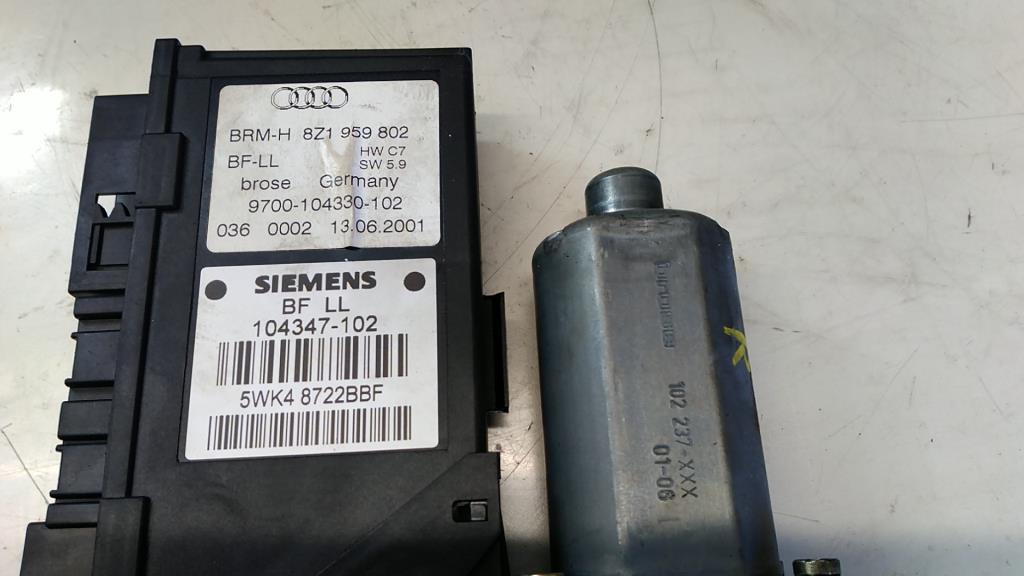 BRM-H 8Z1 959 802
BF-LL HW C7
SW 5.9
brose Germany
9700-104330-102
036 0002 13.06.2001
SIEMENS
BF LL
104347-102
5WK4 8722BBF
102 237-XXX
01-06 1